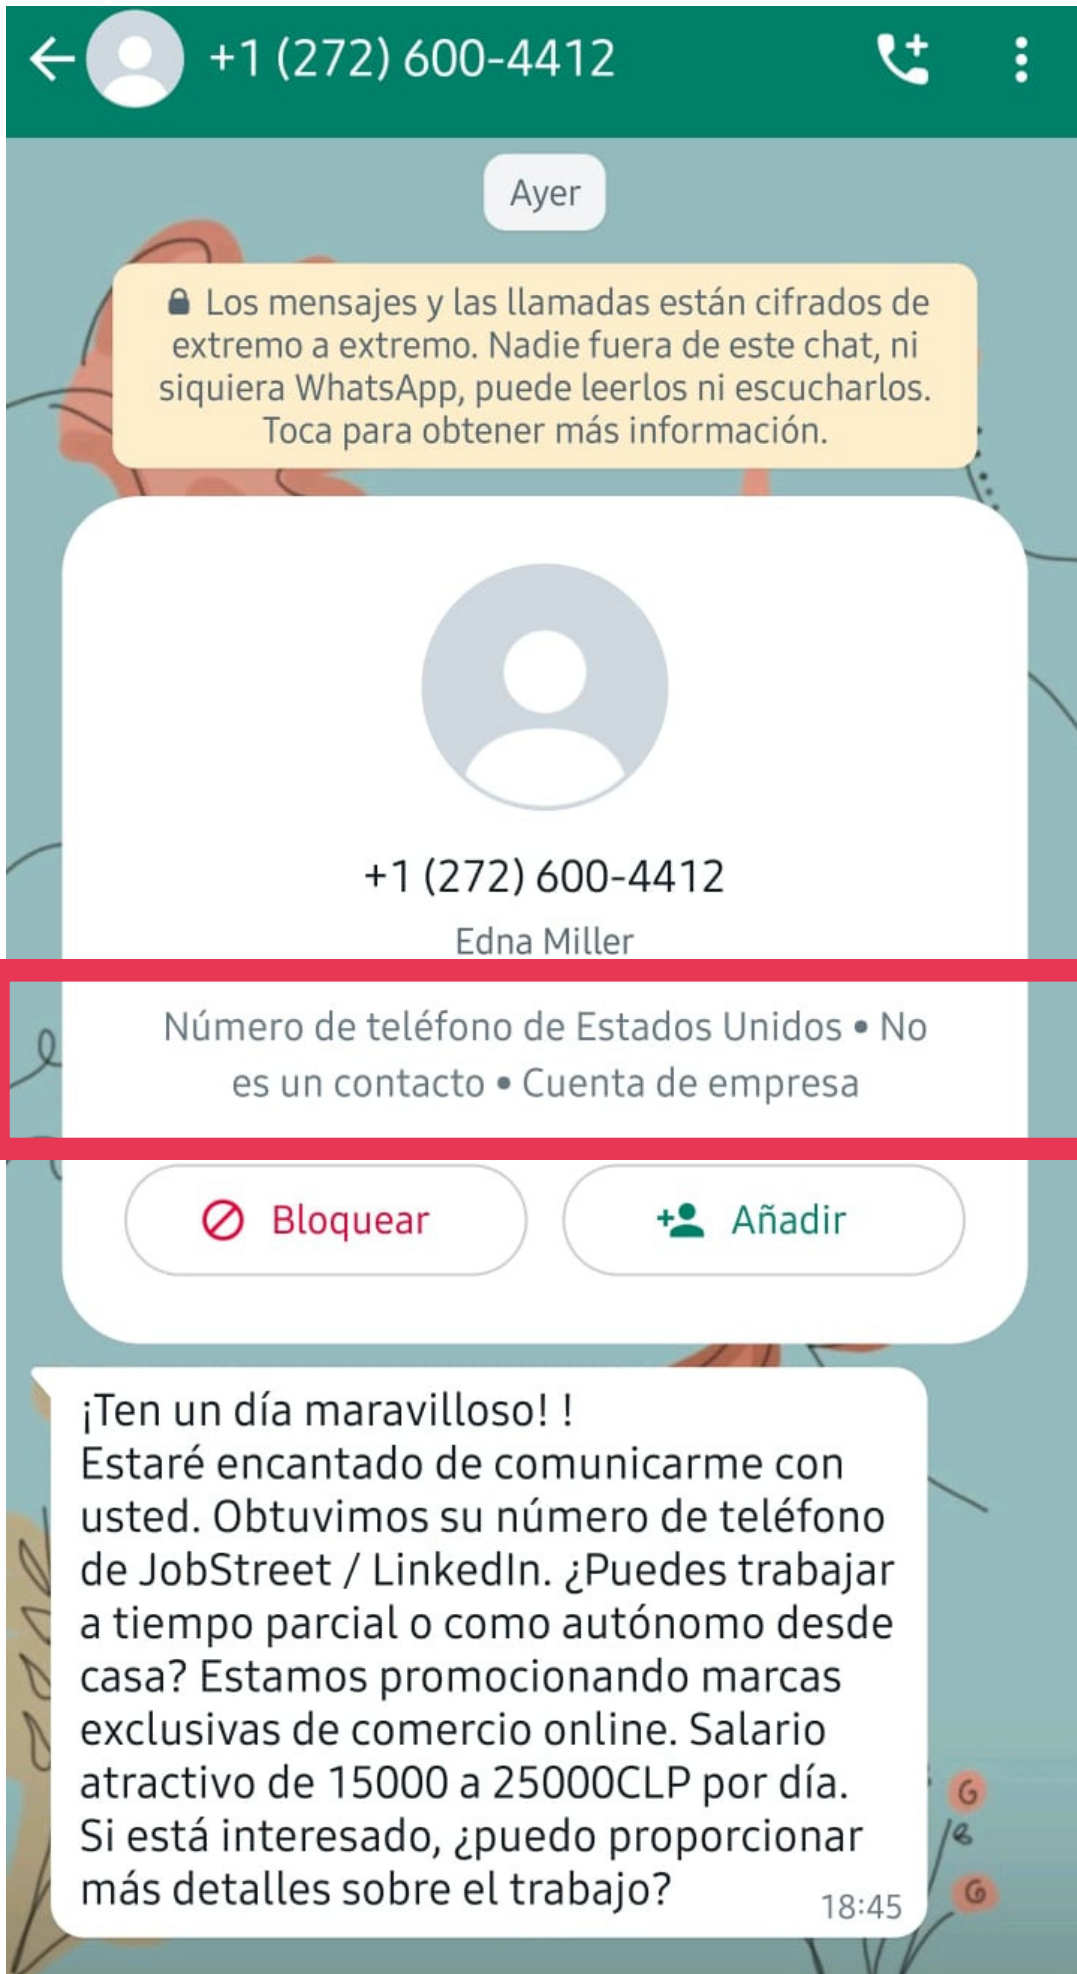 +1 (272) 600-4412
Ayer
Los mensajes y las llamadas están cifrados de
extremo a extremo. Nadie fuera de este chat, ni
siquiera WhatsApp, puede leerlos ni escucharlos.
Toca para obtener más información.
+1 (272) 600-4412
Edna Miller
Número de teléfono de Estados Unidos • No
es un contacto • Cuenta de empresa
Bloquear
Añadir
¡Ten un día maravilloso! !
Estaré encantado de comunicarme con
usted. Obtuvimos su número de teléfono
de JobStreet / LinkedIn. ¿Puedes trabajar
a tiempo parcial o como autónomo desde
casa? Estamos promocionando marcas
exclusivas de comercio online. Salario
atractivo de 15000 a 25000CLP por día.
Si está interesado, ¿puedo proporcionar
más detalles sobre el trabajo?
18:45